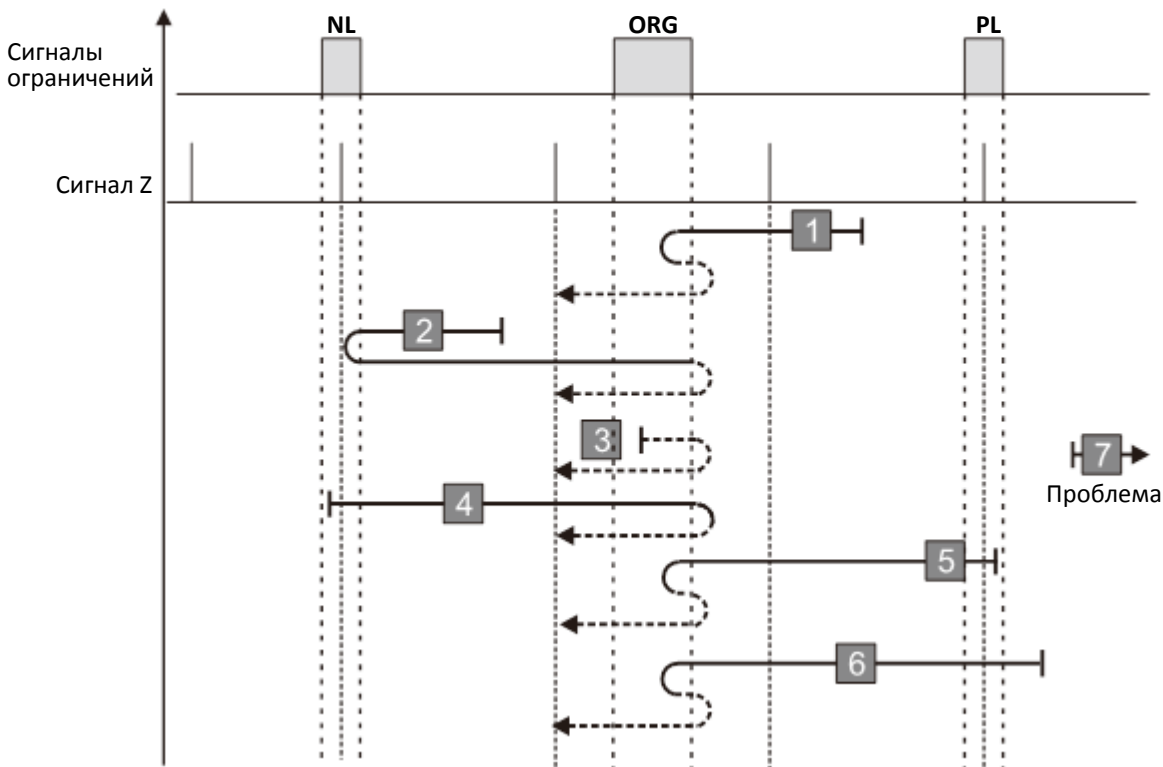 NL
ORG
PL
Сигналы
ограничений
Сигнал Z
1
2
3
4
5
6
7
Проблема